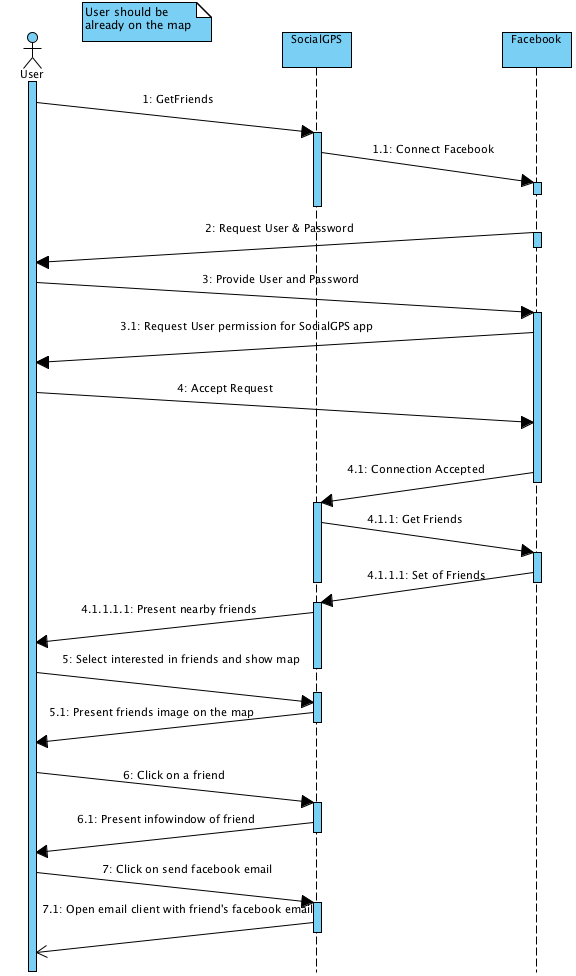 User should be
already on the map
SocialGPS
Facebook
User
1: GetFriends
1.1: Connect Facebook
2: Request User & Password
3: Provide User and Password
3.1: Request User permission for SocialGPS app
4: Accept Request
4.1: Connection Accepted
4.1.1: Get Friends
4.1.1.1: Set of Friends
4.1.1.1.1: Present nearby friends
5: Select interested in friends and show map
5.1: Present friends image on the map
6: Click on a friend
6.1: Present infowindow of friend
7: Click on send facebook email
7.1: Open email client with friend's facebook email